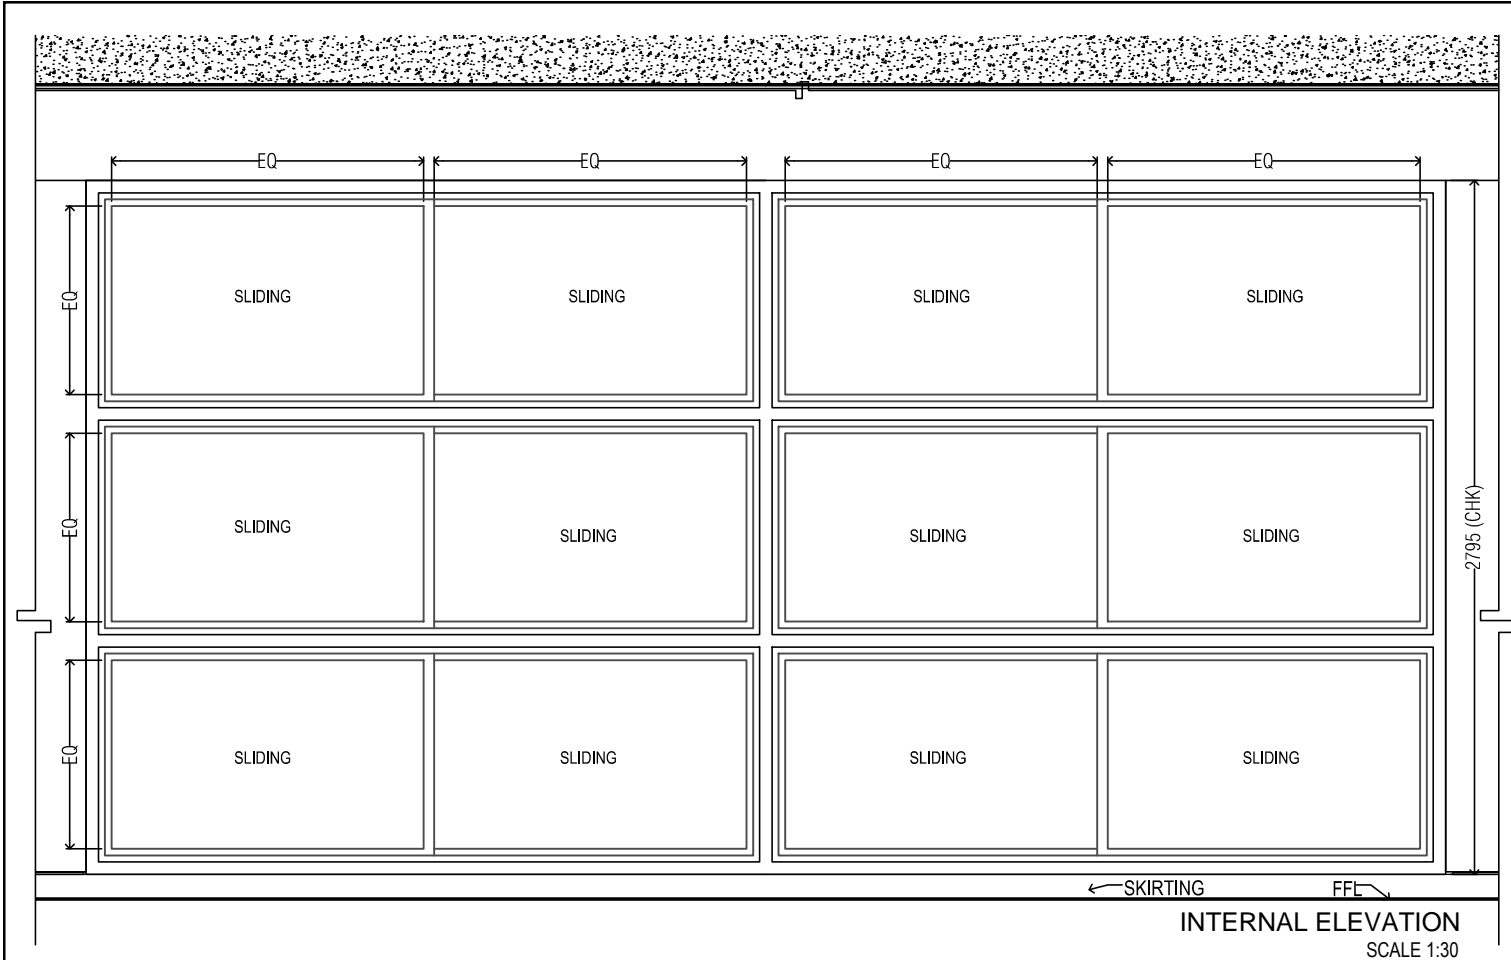 EQ
EQ
EQ
EQ
EQ
SLIDING
SLIDING
SLIDING
SLIDING
EQ
SLIDING
SLIDING
SLIDING
SLIDING
2795 (CHK)
EQ
SLIDING
SLIDING
SLIDING
SLIDING
SKIRTING
FFL
INTERNAL ELEVATION
SCALE 1:30